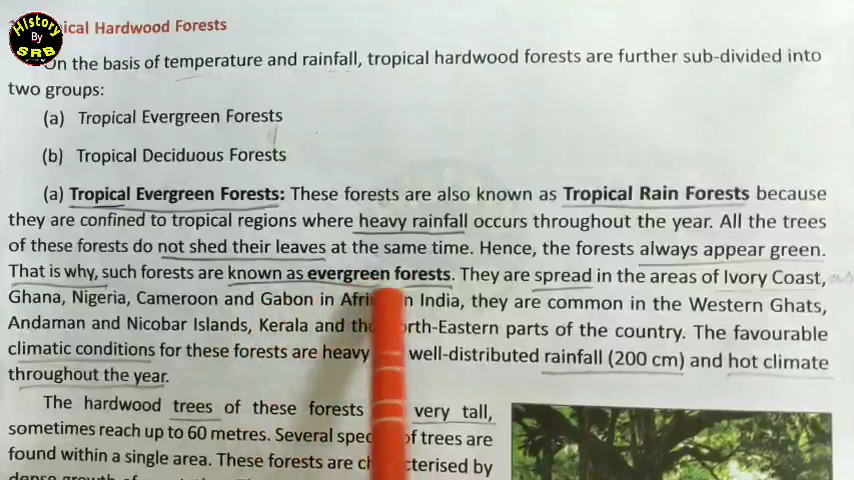 History
By
SRB
ical Hardwood Forests
On the basis of temperature and rainfall, tropical hardwood forests are further sub-divided into
two groups:
(a) Tropical Evergreen Forests
(b) Tropical Deciduous Forests
(a) Tropical Evergreen Forests: These forests are also known as Tropical Rain Forests because
they are confined to tropical regions where heavy rainfall occurs throughout the year. All the trees
of these forests do not shed their leaves at the same time. Hence, the forests always appear green.
That is why, such forests are known as evergreen forests. They are spread in the areas of Ivory Coast,
Ghana, Nigeria, Cameroon and Gabon in Afri n India, they are common in the Western Ghats,
Andaman and Nicobar Islands, Kerala and the rth-Eastern parts of the country. The favourable
climatic conditions for these forests are heavy well-distributed rainfall (200 cm) and hot climate
throughout the year.
The hardwood trees of these forests very tall,
sometimes reach up to 60 metres. Several spec of trees are
found within a single area. These forests are ch cterised by